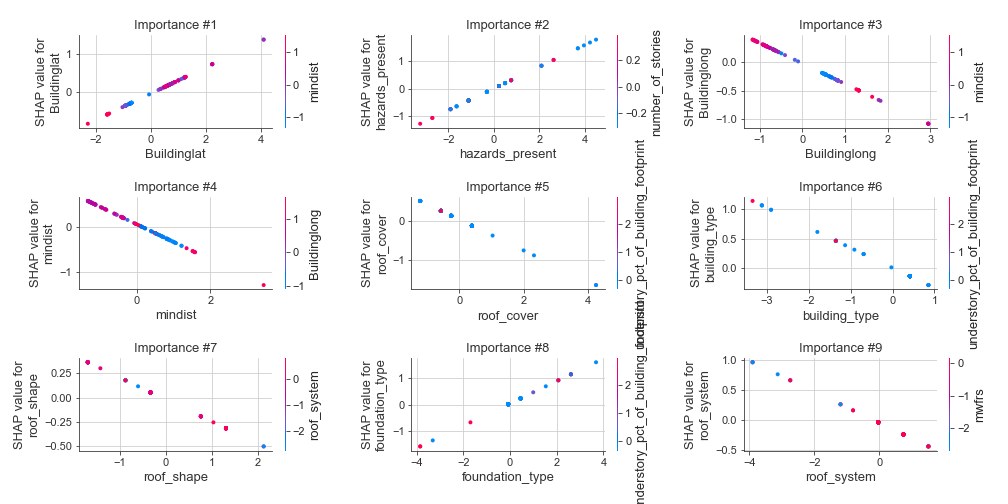 Importance #1
SHAP value for
Buildinglat
1
0
−2
0
2
4
Buildinglat
1
0
−1
mindist
Importance #2
SHAP value for
hazards_present
1
0
−1
−2
0
2
4
hazards_present
0.2
0.0
−0.2
number_of_stories
Importance #3
SHAP value for
Buildinglong
0.0
−0.5
−1.0
−1
0
1
2
3
Buildinglong
1
0
−1
mindist
Importance #4
SHAP value for
mindist
0
−1
0
2
mindist
1
0
−1
Buildinglong
Importance #5
SHAP value for
roof_cover
0
−1
0
2
4
roof_cover
2
1
0
understory_pct_of_building_footprint
Importance #6
SHAP value for
building_type
1.0
0.5
0.0
−3
−2
−1
0
1
building_type
2
1
0
understory_pct_of_building_footprint
Importance #7
SHAP value for
roof_shape
0.25
0.00
−0.25
−0.50
−1
0
1
2
roof_shape
0
−1
−2
roof_system
Importance #8
SHAP value for
foundation_type
1
0
−1
−4
−2
0
2
4
foundation_type
2
1
0
understory_pct_of_building_footprint
Importance #9
SHAP value for
roof_system
1.0
0.5
0.0
−0.5
−4
−2
0
roof_system
0
−1
−2
mwfrs